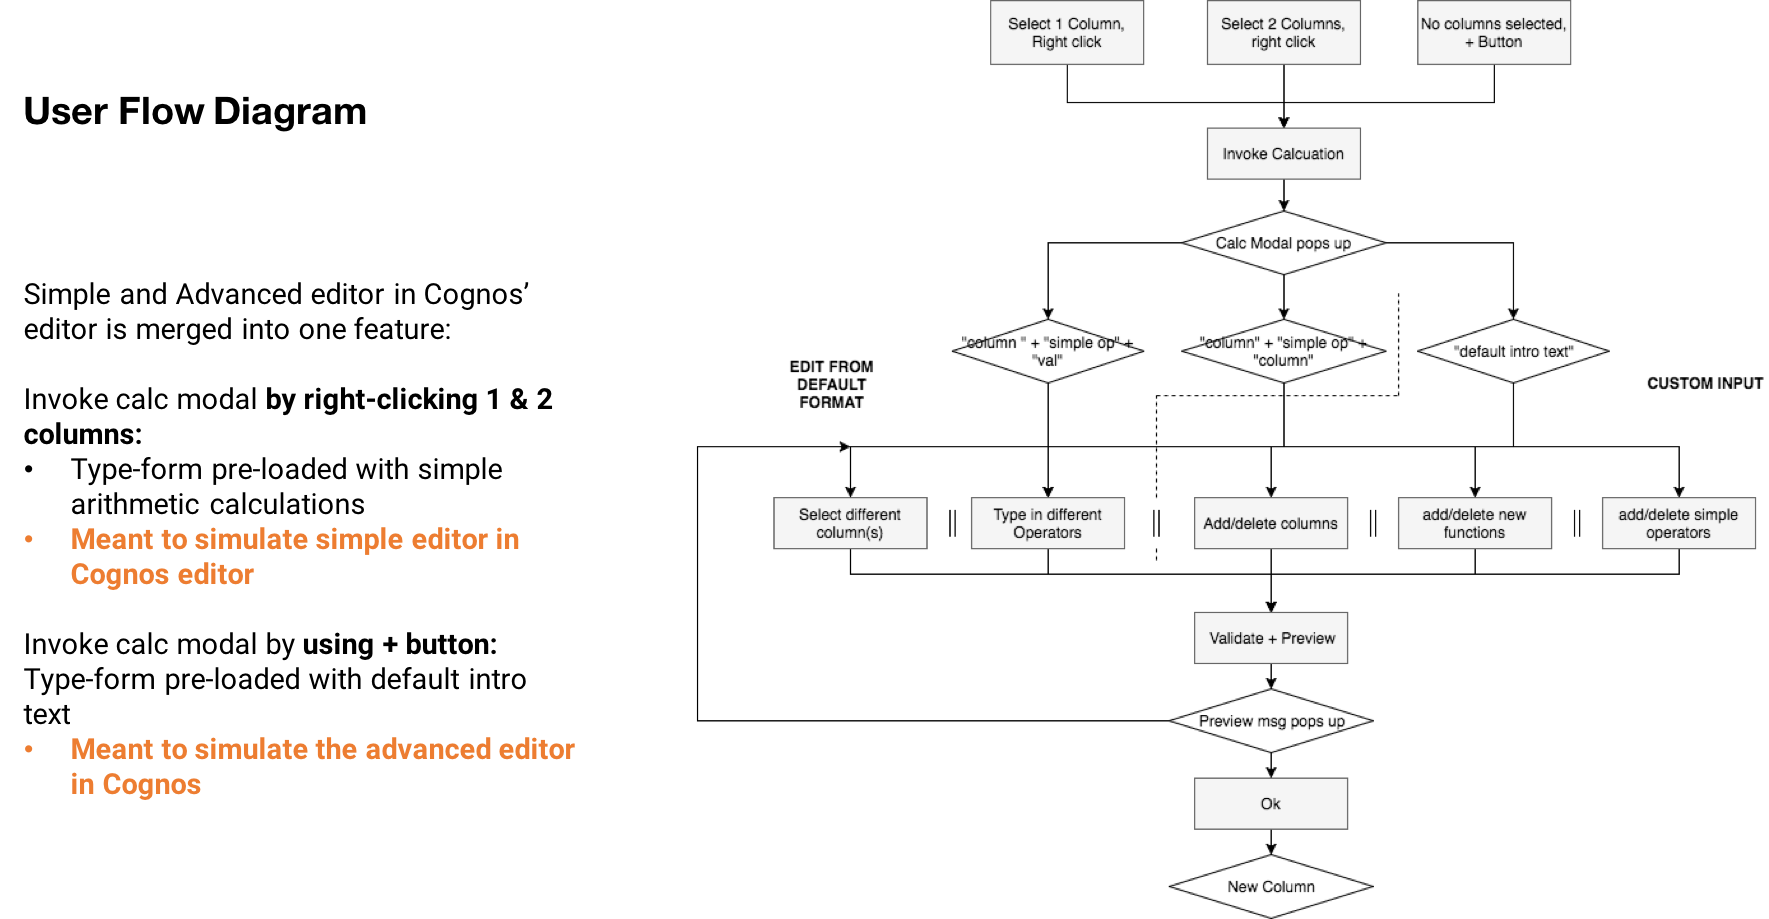 User Flow Diagram
Simple and Advanced editor in Cognos’
editor is merged into one feature:
Invoke calc modal by right-clicking 1 & 2
columns:
• Type-form pre-loaded with simple
arithmetic calculations
• Meant to simulate simple editor in
Cognos editor
Invoke calc modal by using + button:
Type-form pre-loaded with default intro
text
• Meant to simulate the advanced editor
in Cognos
Select 1 Column,
Right click
Select 2 Columns,
right click
No columns selected,
+ Button
Invoke Calcuation
Calc Modal pops up
"column " + "simple op" +
"val"
"column" + "simple op" +
"column"
"default intro text"
EDIT FROM
DEFAULT
FORMAT
CUSTOM INPUT
Select different
column(s)
||
Type in different
Operators
||
Add/delete columns
||
add/delete new
functions
||
add/delete simple
operators
Validate + Preview
Preview msg pops up
Ok
New Column